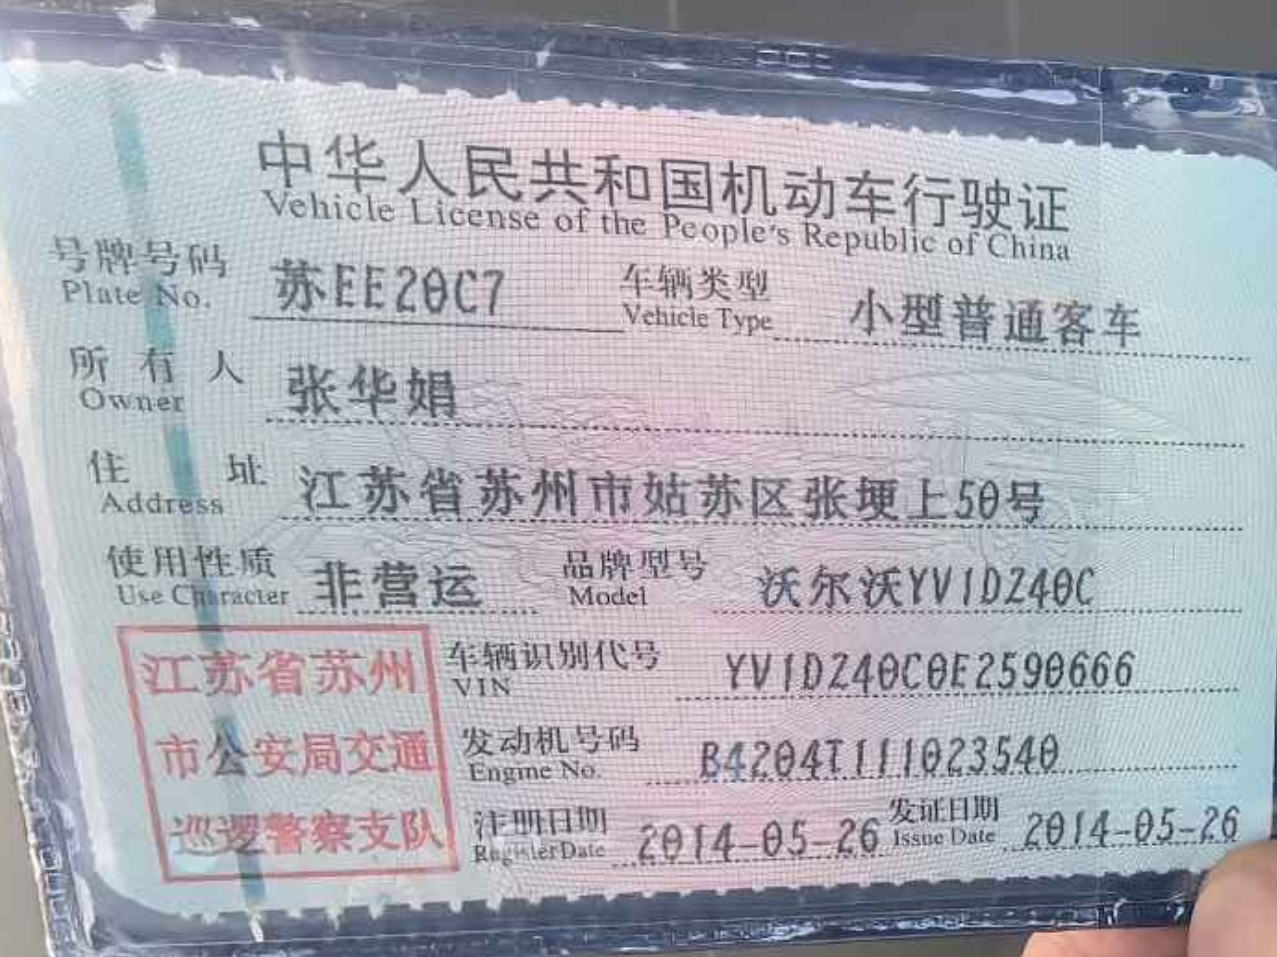 中华人民共和国机动车行驶证
Vehicle License of the People's Republic of China
号牌号码 苏EE20C7 车辆类型 小型普通客车
Plate No. Vehicle Type
所有人 张华娟
Owner
住址 江苏省苏州市姑苏区张埂上50号
Address
使用性质 非营运 品牌型号 沃尔沃YV1DZ40C
Use Character Model
江苏省苏州
市公安局交通
巡逻警察支队
车辆识别代号 YV1DZ40C0E2590666
VIN
发动机号码 B4204T111023540
Engine No.
注册日期 2014-05-26 发证日期 2014-05-26
Register Date Issue Date